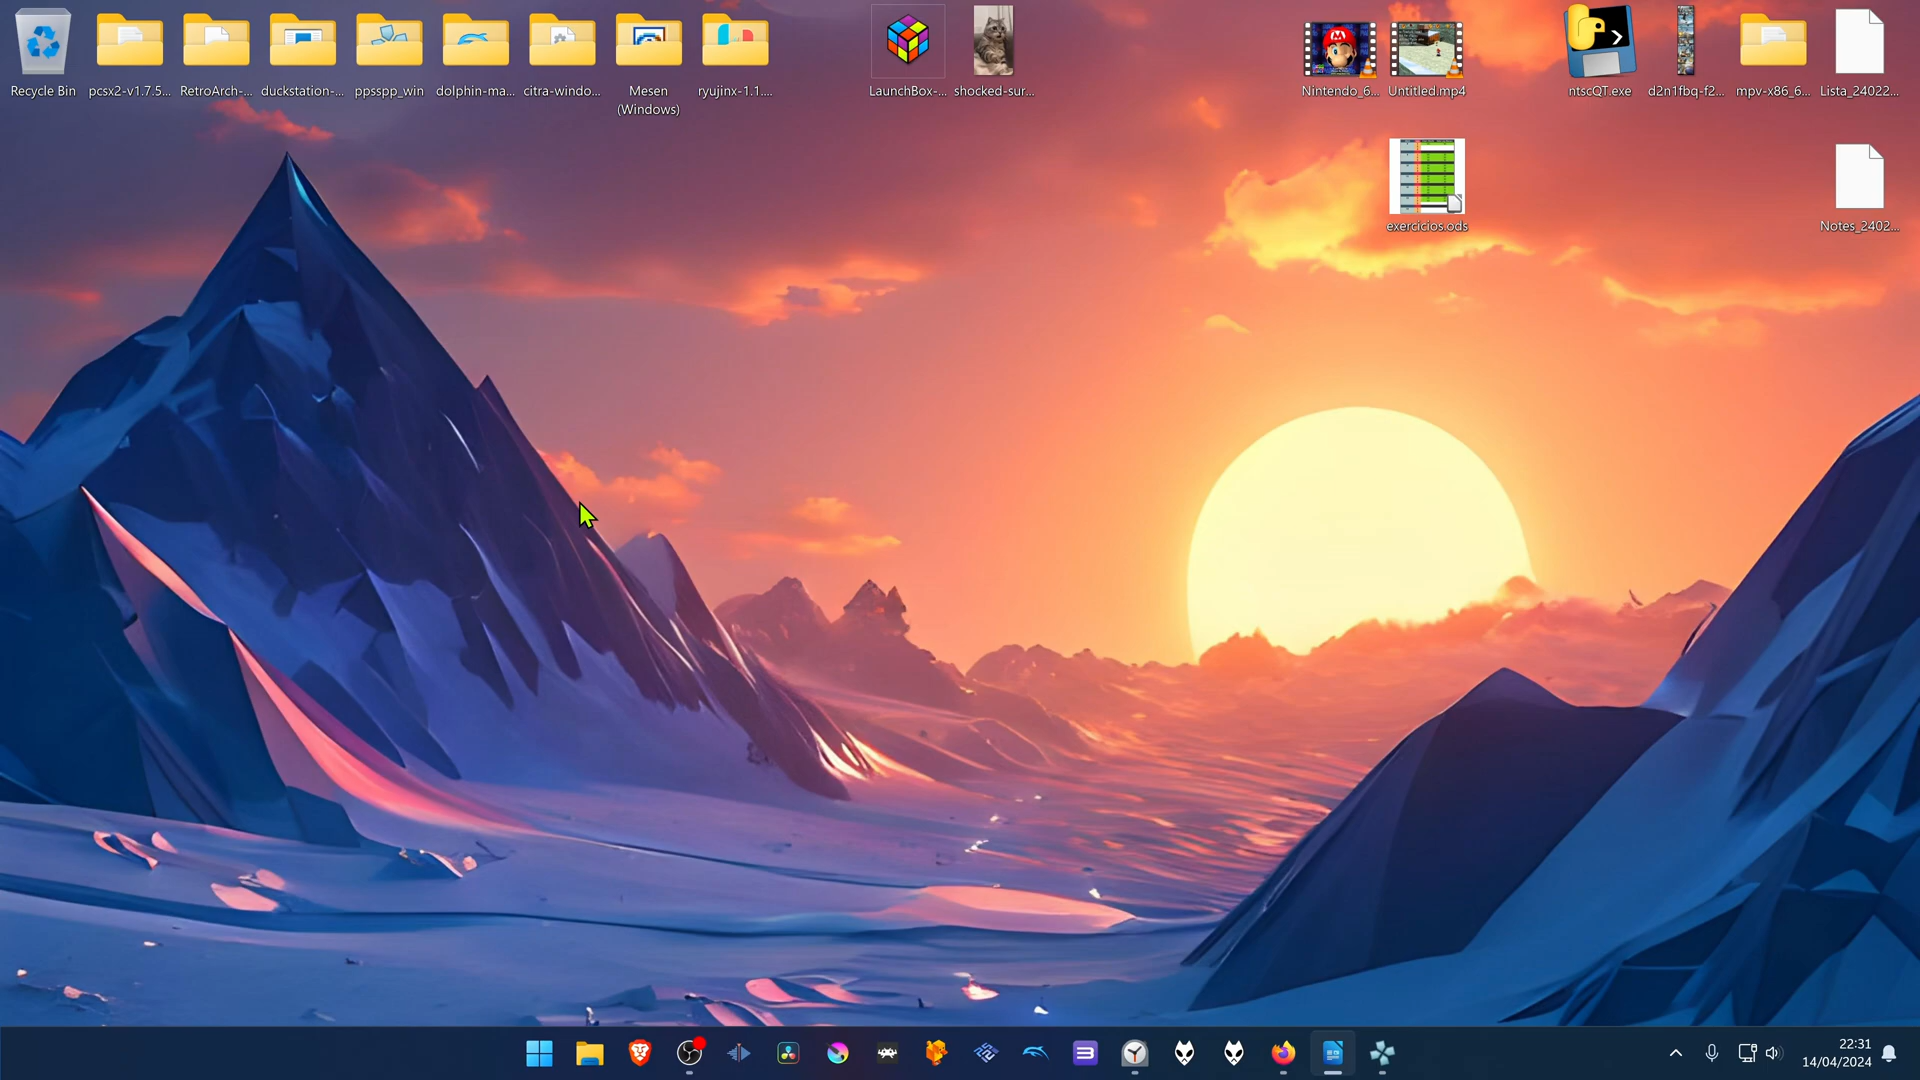 Recycle Bin
pcsx2-v1.7.5...
RetroArch-...
duckstation-...
ppsspp_win
dolphin-ma...
citra-windo...
Mesen
(Windows)
ryujinx-1.1....
LaunchBox-...
shocked-sur...
Nintendo_6...
Untitled.mp4
ntscQT.exe
d2n1fbq-f2...
mpv-x86_6...
Lista_24022...
exercicios.ods
Notes_2402...
22:31
14/04/2024